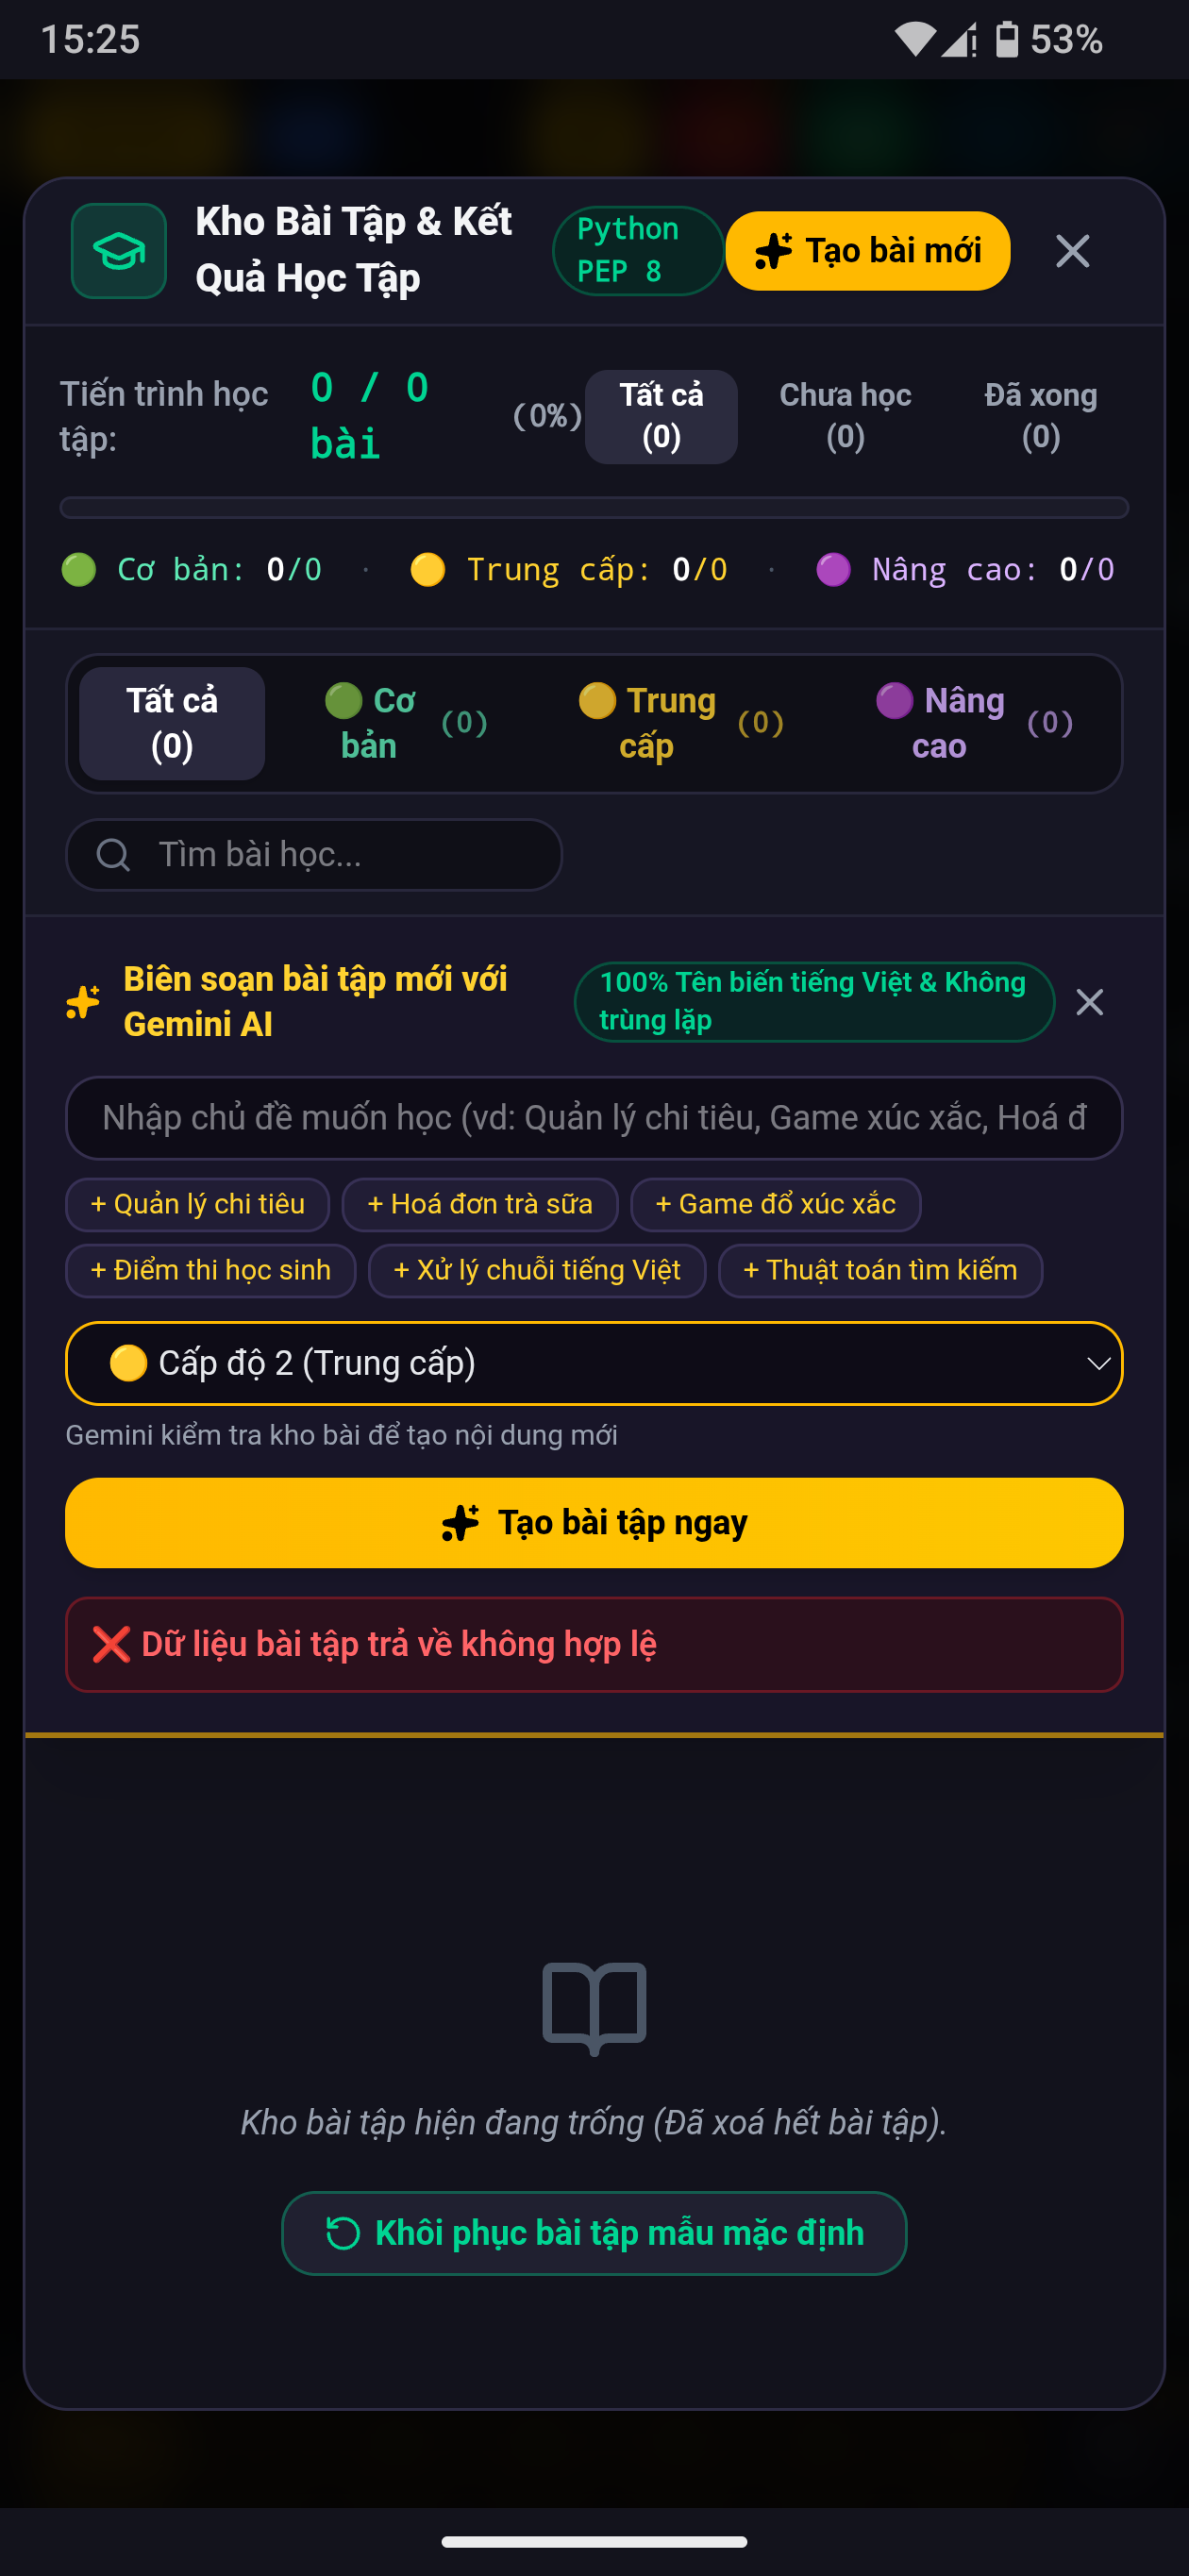 15:25
53%
Kho Bài Tập & Kết
Quả Học Tập
Python
PEP 8
Tạo bài mới
Tiến trình học
tập:
0 / 0
bài
(0%)
Tất cả
(0)
Chưa học
(0)
Đã xong
(0)
Cơ bản: 0/0 · Trung cấp: 0/0 · Nâng cao: 0/0
Tất cả
(0)
Cơ
bản
(0)
Trung
cấp
(0)
Nâng
cao
(0)
Tìm bài học...
Biên soạn bài tập mới với
Gemini AI
100% Tên biến tiếng Việt & Không
trùng lặp
Nhập chủ đề muốn học (vd: Quản lý chi tiêu, Game xúc xắc, Hoá đ
+ Quản lý chi tiêu
+ Hoá đơn trà sữa
+ Game đổ xúc xắc
+ Điểm thi học sinh
+ Xử lý chuỗi tiếng Việt
+ Thuật toán tìm kiếm
Cấp độ 2 (Trung cấp)
Gemini kiểm tra kho bài để tạo nội dung mới
Tạo bài tập ngay
❌ Dữ liệu bài tập trả về không hợp lệ
Kho bài tập hiện đang trống (Đã xoá hết bài tập).
Khôi phục bài tập mẫu mặc định